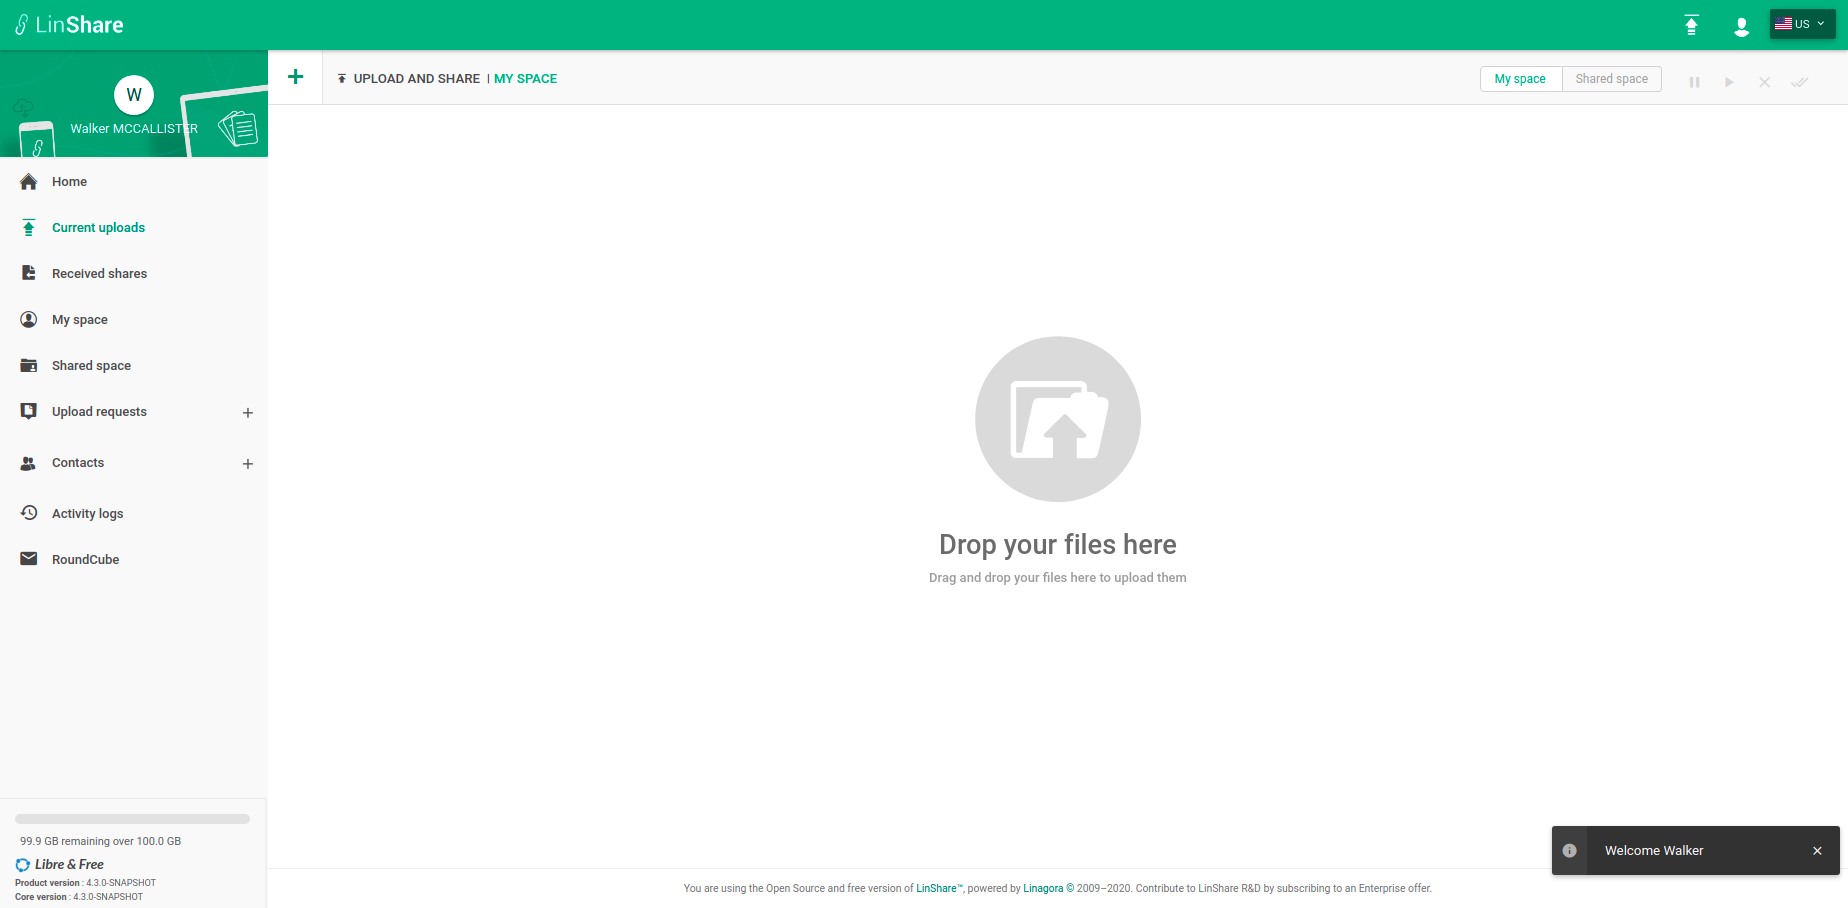 LinShare
US
W
Walker MCCALLISTER
Home
Current uploads
Received shares
My space
Shared space
Upload requests +
Contacts +
Activity logs
RoundCube
99.9 GB remaining over 100.0 GB
Libre & Free
Product version : 4.3.0-SNAPSHOT
Core version : 4.3.0-SNAPSHOT
+ UPLOAD AND SHARE | MY SPACE
My space Shared space
Drop your files here
Drag and drop your files here to upload them
Welcome Walker
You are using the Open Source and free version of LinShare™, powered by Linagora © 2009–2020. Contribute to LinShare R&D by subscribing to an Enterprise offer.